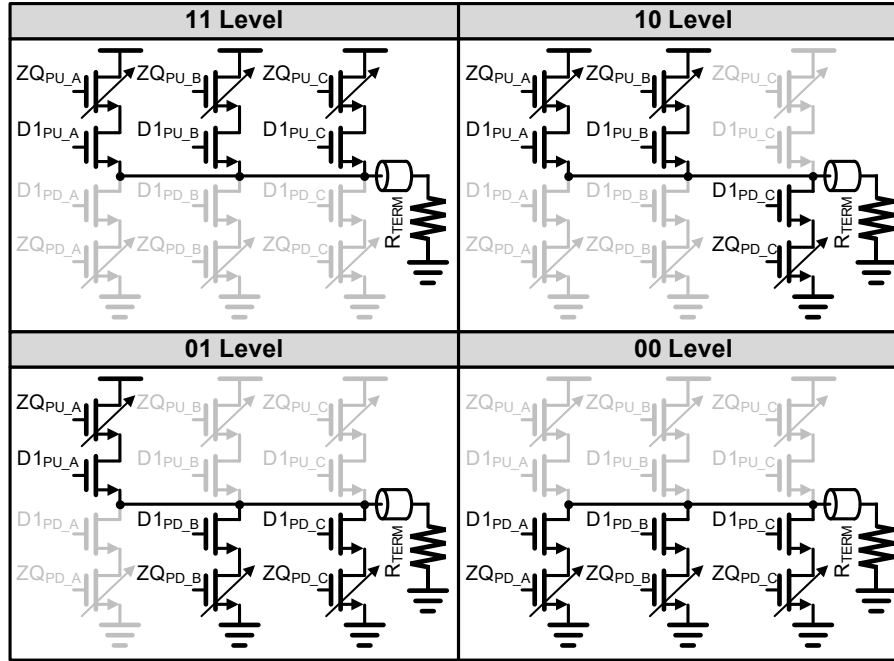 11 Level
10 Level
ZQPU_A ZQPU_B ZQPU_C
D1PU_A D1PU_B D1PU_C
D1PD_A D1PD_B D1PD_C
ZQPD_A ZQPD_B ZQPD_C
RTERM
ZQPU_A ZQPU_B ZQPU_C
D1PU_A D1PU_B D1PU_C
D1PD_A D1PD_B D1PD_C
ZQPD_A ZQPD_B ZQPD_C
RTERM
01 Level
00 Level
ZQPU_A ZQPU_B ZQPU_C
D1PU_A D1PU_B D1PU_C
D1PD_A D1PD_B D1PD_C
ZQPD_A ZQPD_B ZQPD_C
RTERM
ZQPU_A ZQPU_B ZQPU_C
D1PU_A D1PU_B D1PU_C
D1PD_A D1PD_B D1PD_C
ZQPD_A ZQPD_B ZQPD_C
RTERM